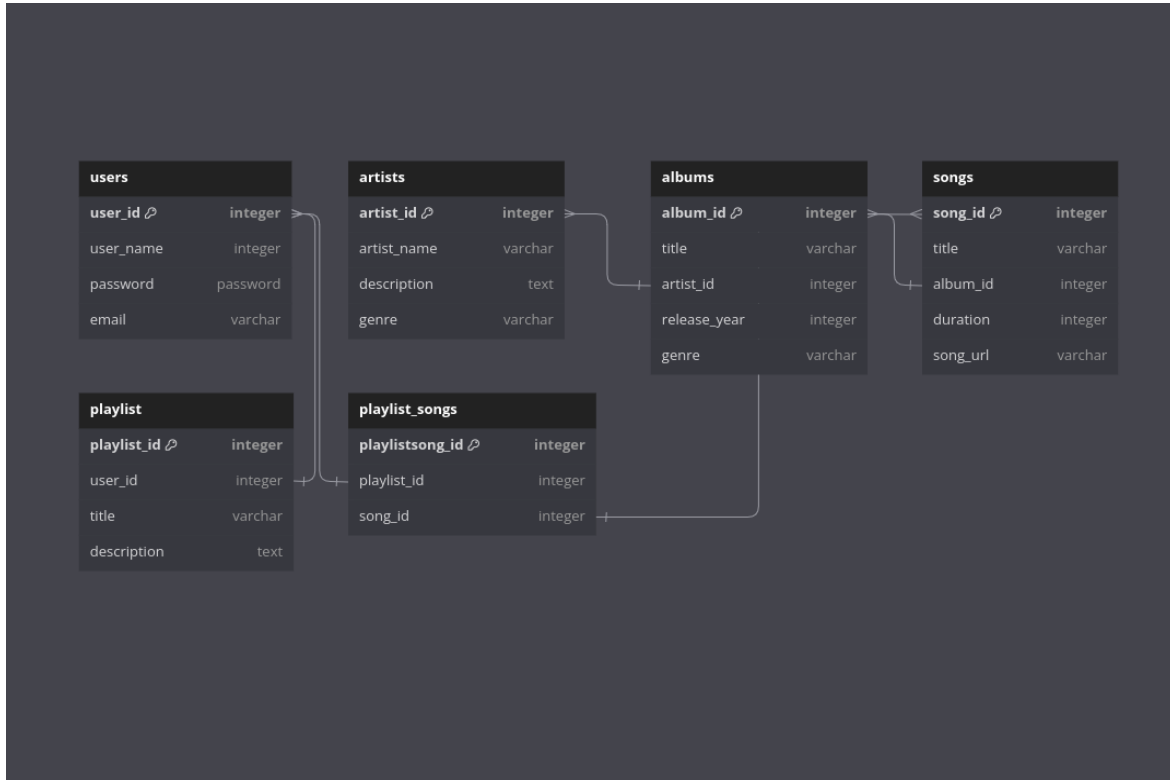 users
user_id integer
user_name integer
password password
email varchar
artists
artist_id integer
artist_name varchar
description text
genre varchar
albums
album_id integer
title varchar
artist_id integer
release_year integer
genre varchar
songs
song_id integer
title varchar
album_id integer
duration integer
song_url varchar
playlist
playlist_id integer
user_id integer
title varchar
description text
playlist_songs
playlistsong_id integer
playlist_id integer
song_id integer